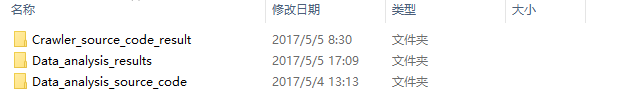 名称 修改日期 类型 大小
Crawler_source_code_result 2017/5/5 8:30 文件夹
Data_analysis_results 2017/5/5 17:09 文件夹
Data_analysis_source_code 2017/5/4 13:13 文件夹